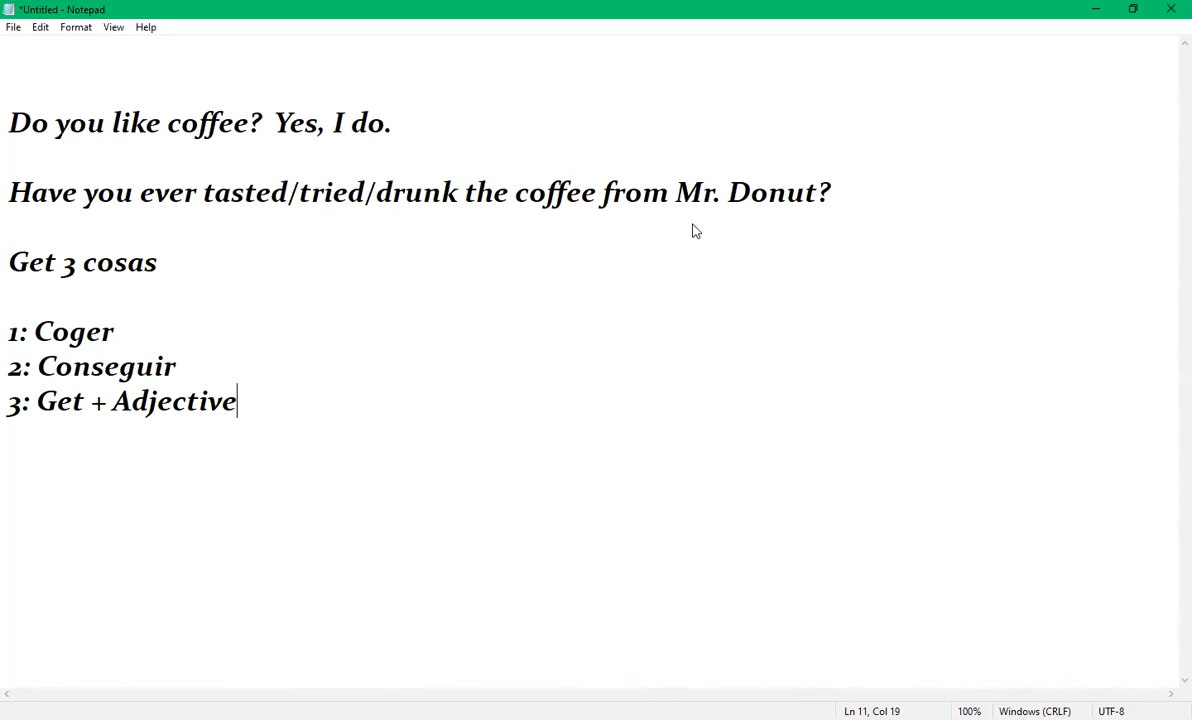 *Untitled - Notepad
File Edit Format View Help
Do you like coffee?  Yes, I do.
Have you ever tasted/tried/drunk the coffee from Mr. Donut?
Get 3 cosas
1: Coger
2: Conseguir
3: Get + Adjective
Ln 11, Col 19 100% Windows (CRLF) UTF-8